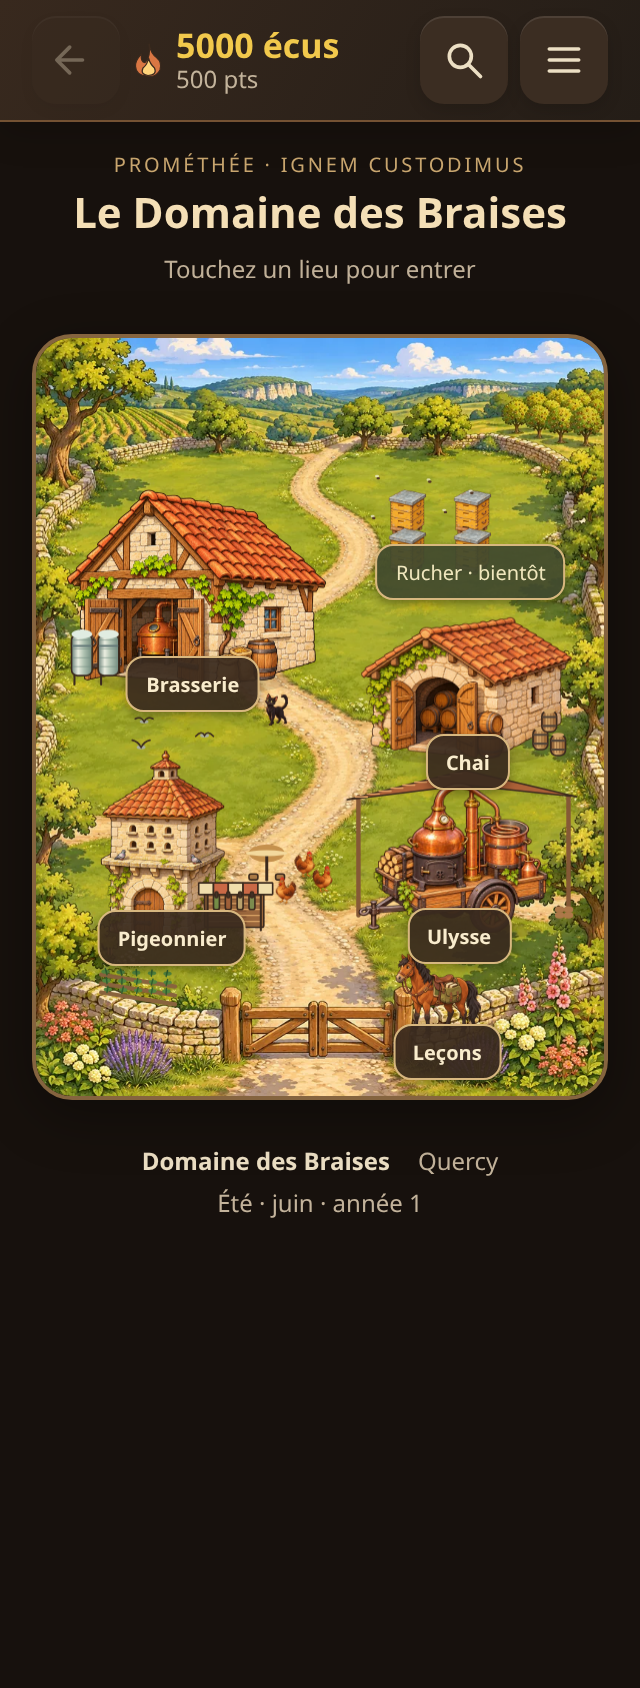 5000 écus
500 pts
PROMÉTHÉE · IGNEM CUSTODIMUS
Le Domaine des Braises
Touchez un lieu pour entrer
Rucher · bientôt
Brasserie
Chai
Pigeonnier
Ulysse
Leçons
Domaine des Braises Quercy
Été · juin · année 1